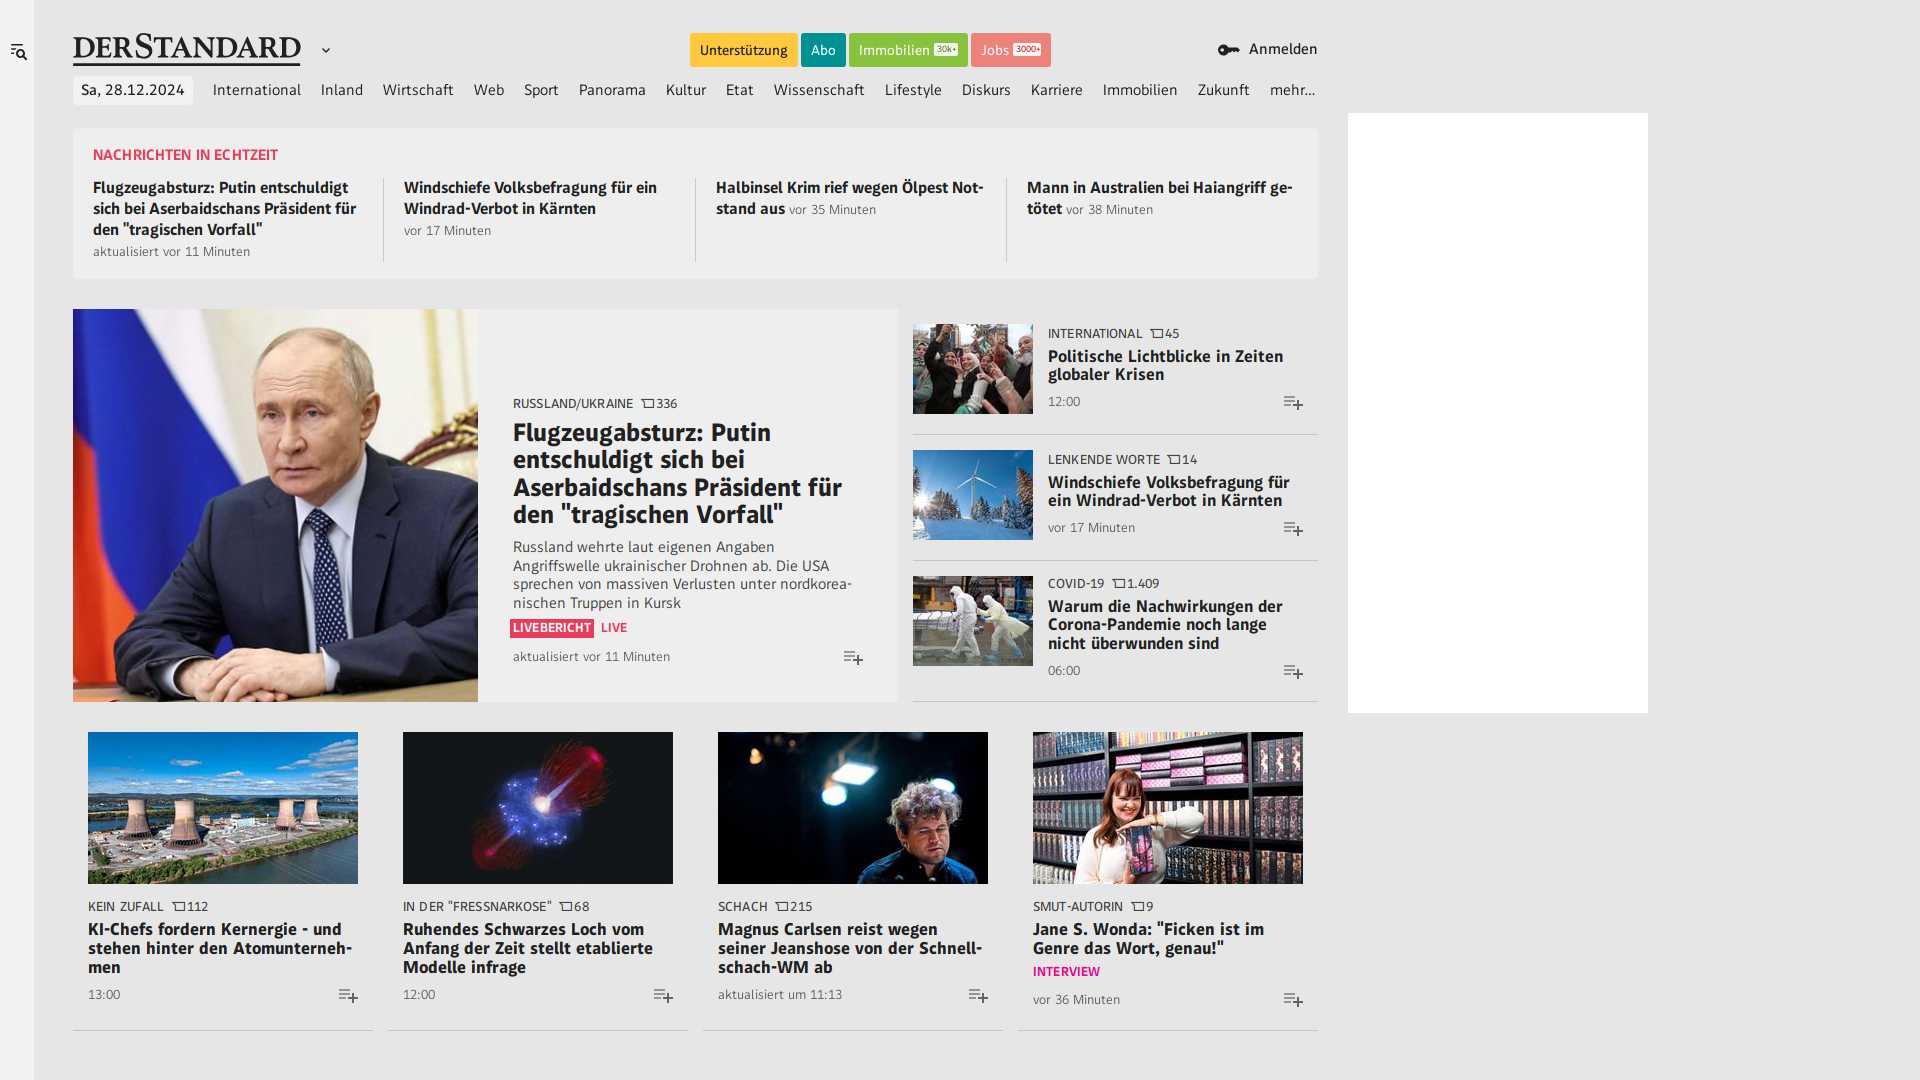 DERSTANDARD
Unterstützung
Abo
Immobilien 30k+
Jobs 3000+
Anmelden
Sa, 28.12.2024
International
Inland
Wirtschaft
Web
Sport
Panorama
Kultur
Etat
Wissenschaft
Lifestyle
Diskurs
Karriere
Immobilien
Zukunft
mehr…
NACHRICHTEN IN ECHTZEIT
Flugzeugabsturz: Putin entschuldigt
sich bei Aserbaidschans Präsident für
den "tragischen Vorfall"
aktualisiert vor 11 Minuten
Windschiefe Volksbefragung für ein
Windrad-Verbot in Kärnten
vor 17 Minuten
Halbinsel Krim rief wegen Ölpest Not-
stand aus vor 35 Minuten
Mann in Australien bei Haiangriff ge-
tötet vor 38 Minuten
RUSSLAND/UKRAINE 336
Flugzeugabsturz: Putin
entschuldigt sich bei
Aserbaidschans Präsident für
den "tragischen Vorfall"
Russland wehrte laut eigenen Angaben
Angriffswelle ukrainischer Drohnen ab. Die USA
sprechen von massiven Verlusten unter nordkorea-
nischen Truppen in Kursk
LIVEBERICHT LIVE
aktualisiert vor 11 Minuten
INTERNATIONAL 45
Politische Lichtblicke in Zeiten
globaler Krisen
12:00
LENKENDE WORTE 14
Windschiefe Volksbefragung für
ein Windrad-Verbot in Kärnten
vor 17 Minuten
COVID-19 1.409
Warum die Nachwirkungen der
Corona-Pandemie noch lange
nicht überwunden sind
06:00
KEIN ZUFALL 112
KI-Chefs fordern Kernergie - und
stehen hinter den Atomunterneh-
men
13:00
IN DER "FRESSNARKOSE" 68
Ruhendes Schwarzes Loch vom
Anfang der Zeit stellt etablierte
Modelle infrage
12:00
SCHACH 215
Magnus Carlsen reist wegen
seiner Jeanshose von der Schnell-
schach-WM ab
aktualisiert um 11:13
SMUT-AUTORIN 9
Jane S. Wonda: "Ficken ist im
Genre das Wort, genau!"
INTERVIEW
vor 36 Minuten